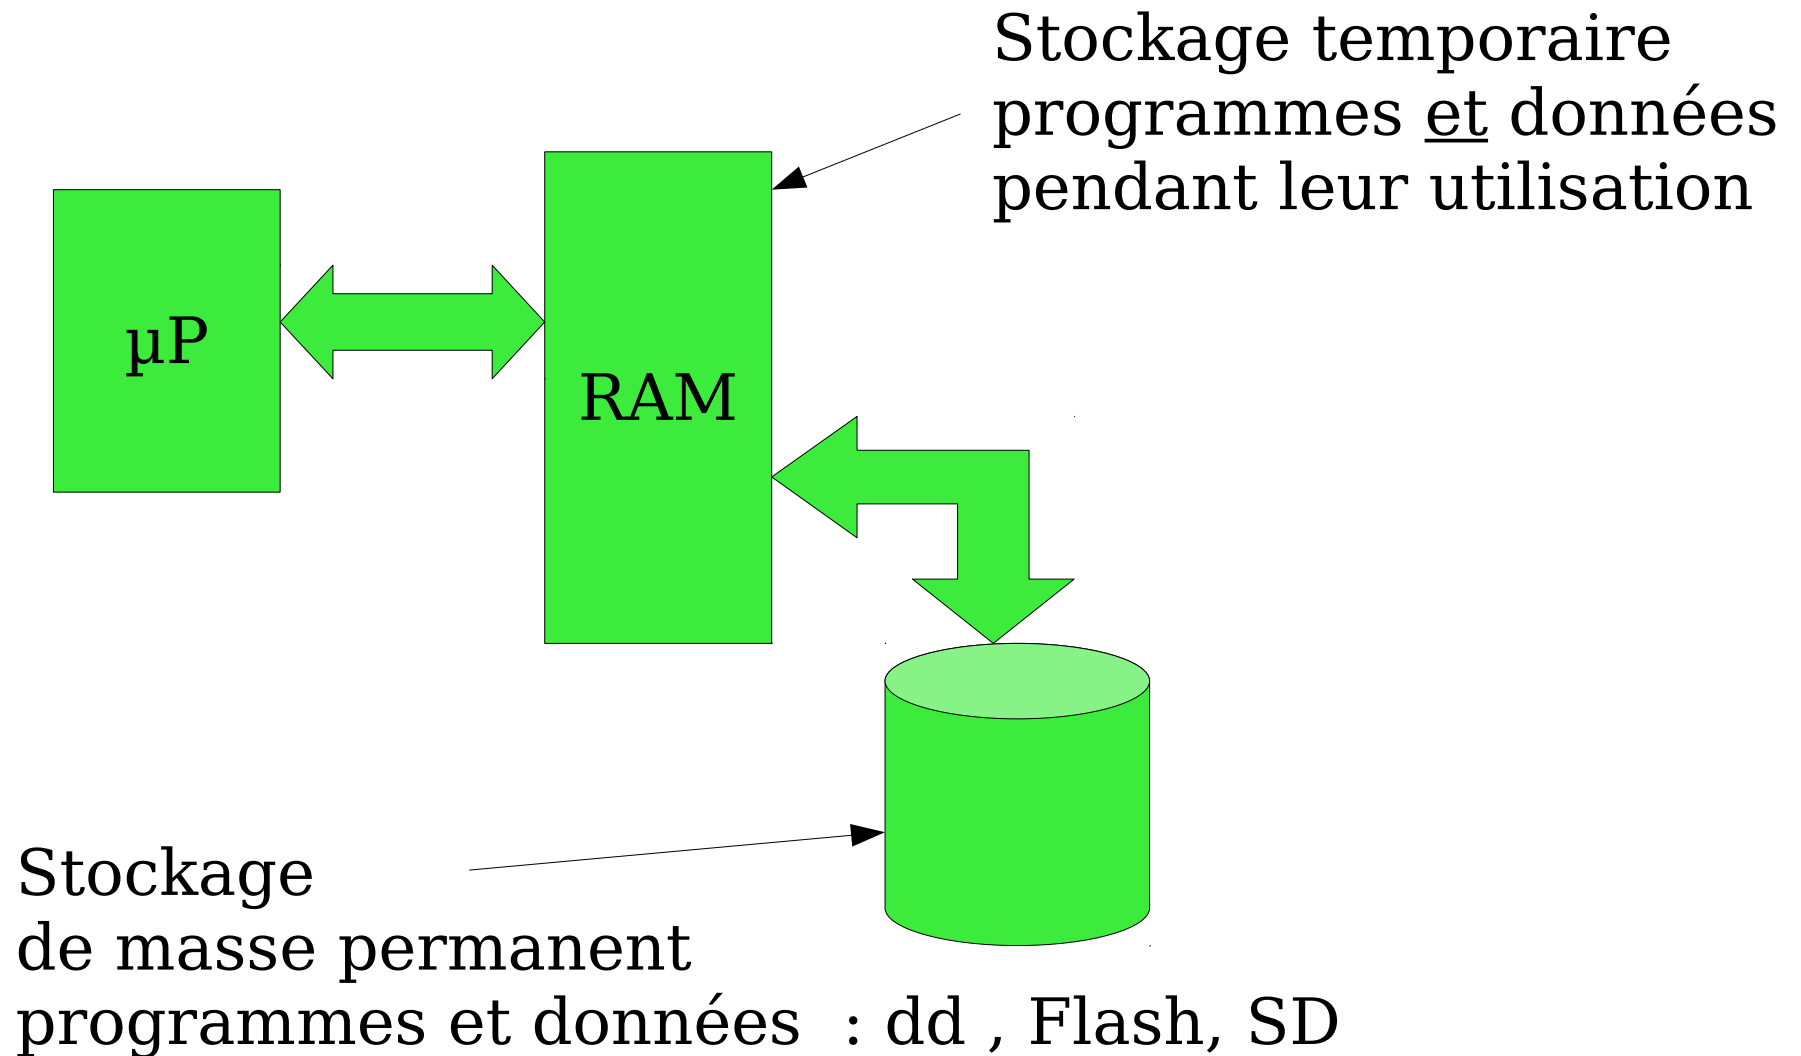 Stockage temporaire
programmes et données
pendant leur utilisation
µP
RAM
Stockage
de masse permanent
programmes et données : dd , Flash, SD